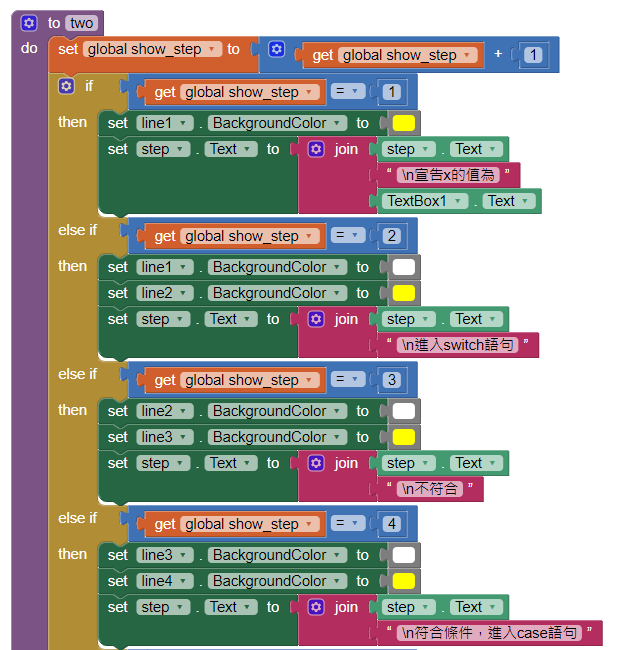 to two
do set global show_step to get global show_step + 1
if get global show_step = 1
then set line1 . BackgroundColor to
set step . Text to join step . Text
“ \n宣告x的值為 ”
TextBox1 . Text
else if get global show_step = 2
then set line1 . BackgroundColor to
set line2 . BackgroundColor to
set step . Text to join step . Text
“ \n進入switch語句 ”
else if get global show_step = 3
then set line2 . BackgroundColor to
set line3 . BackgroundColor to
set step . Text to join step . Text
“ \n不符合 ”
else if get global show_step = 4
then set line3 . BackgroundColor to
set line4 . BackgroundColor to
set step . Text to join step . Text
“ \n符合條件，進入case語句 ”